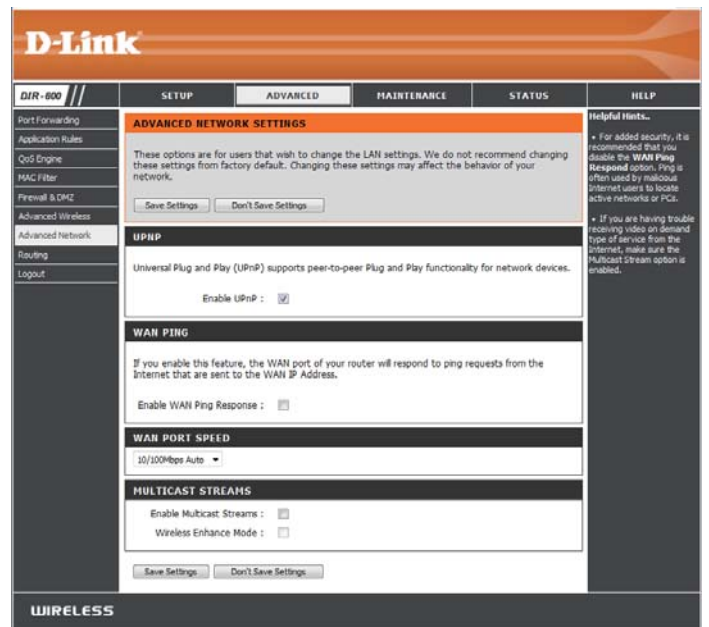 D-Link
DIR-600
SETUP
ADVANCED
MAINTENANCE
STATUS
HELP
Port Forwarding
Application Rules
QoS Engine
MAC Filter
Firewall & DMZ
Advanced Wireless
Advanced Network
Routing
Logout
ADVANCED NETWORK SETTINGS
These options are for users that wish to change the LAN settings. We do not recommend changing
these settings from factory default. Changing these settings may affect the behavior of your
network.
Save Settings
Don't Save Settings
UPNP
Universal Plug and Play (UPnP) supports peer-to-peer Plug and Play functionality for network devices.
Enable UPnP :
WAN PING
If you enable this feature, the WAN port of your router will respond to ping requests from the
Internet that are sent to the WAN IP Address.
Enable WAN Ping Response :
WAN PORT SPEED
10/100Mbps Auto
MULTICAST STREAMS
Enable Multicast Streams :
Wireless Enhance Mode :
Save Settings
Don't Save Settings
Helpful Hints..
• For added security, it is
recommended that you
disable the WAN Ping
Respond option. Ping is
often used by malicious
Internet users to locate
active networks or PCs.
• If you are having trouble
receiving video on demand
type of service from the
Internet, make sure the
Multicast Stream option is
enabled.
WIRELESS